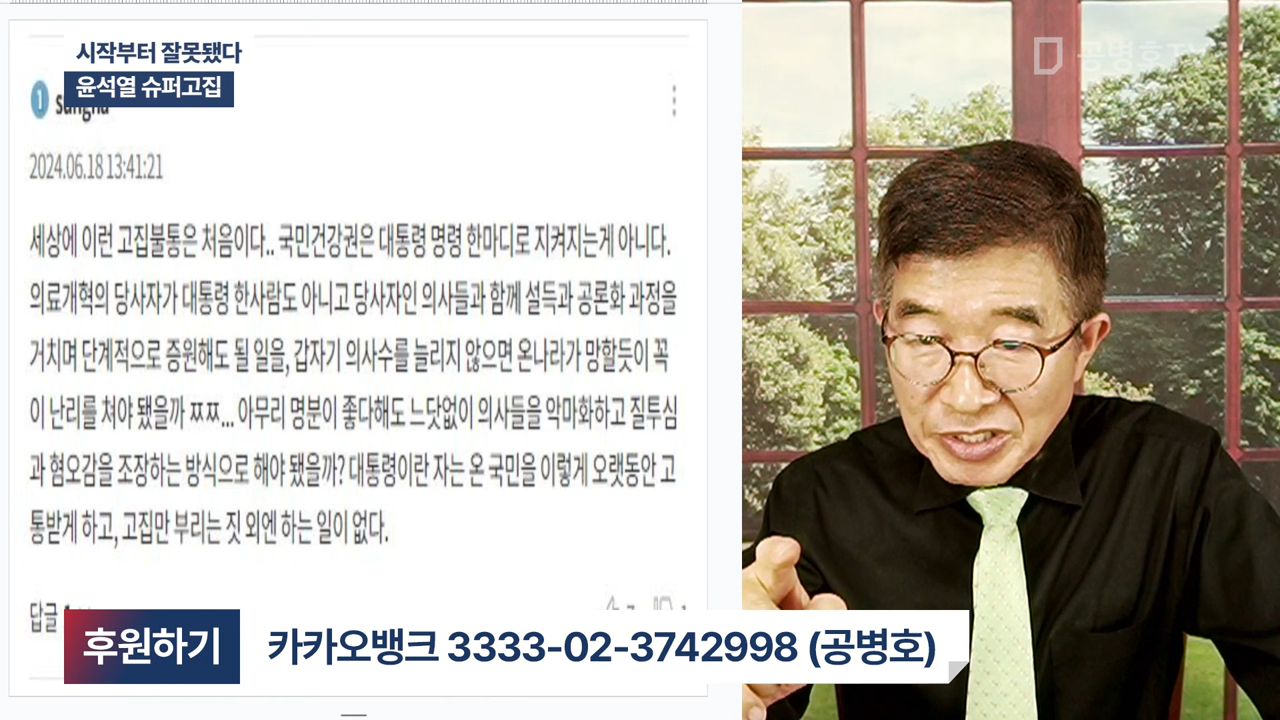 시작부터 잘못됐다
윤석열 슈퍼고집
공병호TV
1
2024.06.18 13:41:21
세상에 이런 고집불통은 처음이다.. 국민건강권은 대통령 명령 한마디로 지켜지는게 아니다.
의료개혁의 당사자가 대통령 한사람도 아니고 당사자인 의사들과 함께 설득과 공론화 과정을
거치며 단계적으로 증원해도 될 일을, 갑자기 의사수를 늘리지 않으면 온나라가 망할듯이 꼭
이 난리를 쳐야 됐을까 ㅉㅉ... 아무리 명분이 좋다해도 느닷없이 의사들을 악마화하고 질투심
과 혐오감을 조장하는 방식으로 해야 됐을까? 대통령이란 자는 온 국민을 이렇게 오랫동안 고
통받게 하고, 고집만 부리는 짓 외엔 하는 일이 없다.
답글
후원하기
카카오뱅크 3333-02-3742998 (공병호)